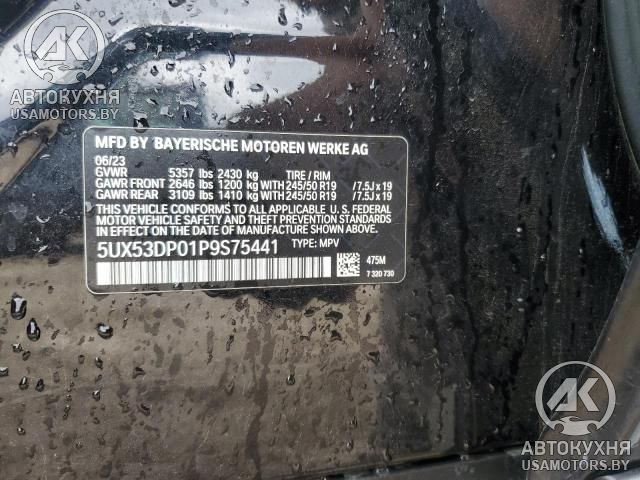 AK
АВТОКУХНЯ
USAMOTORS.BY
MFD BY BAYERISCHE MOTOREN WERKE AG
06/23
GVWR 5357 lbs 2430 kg TIRE / RIM
GAWR FRONT 2646 lbs 1200 kg WITH 245/50 R19 /7.5J x 19
GAWR REAR 3109 lbs 1410 kg WITH 245/50 R19 /7.5J x 19
THIS VEHICLE CONFORMS TO ALL APPLICABLE U. S. FEDERAL
MOTOR VEHICLE SAFETY AND THEFT PREVENTION STANDARDS
IN EFFECT ON THE DATE OF MANUFACTURE SHOWN ABOVE.
5UX53DP01P9S75441 TYPE: MPV
475M
7 320 730
AK
АВТОКУХНЯ
USAMOTORS.BY